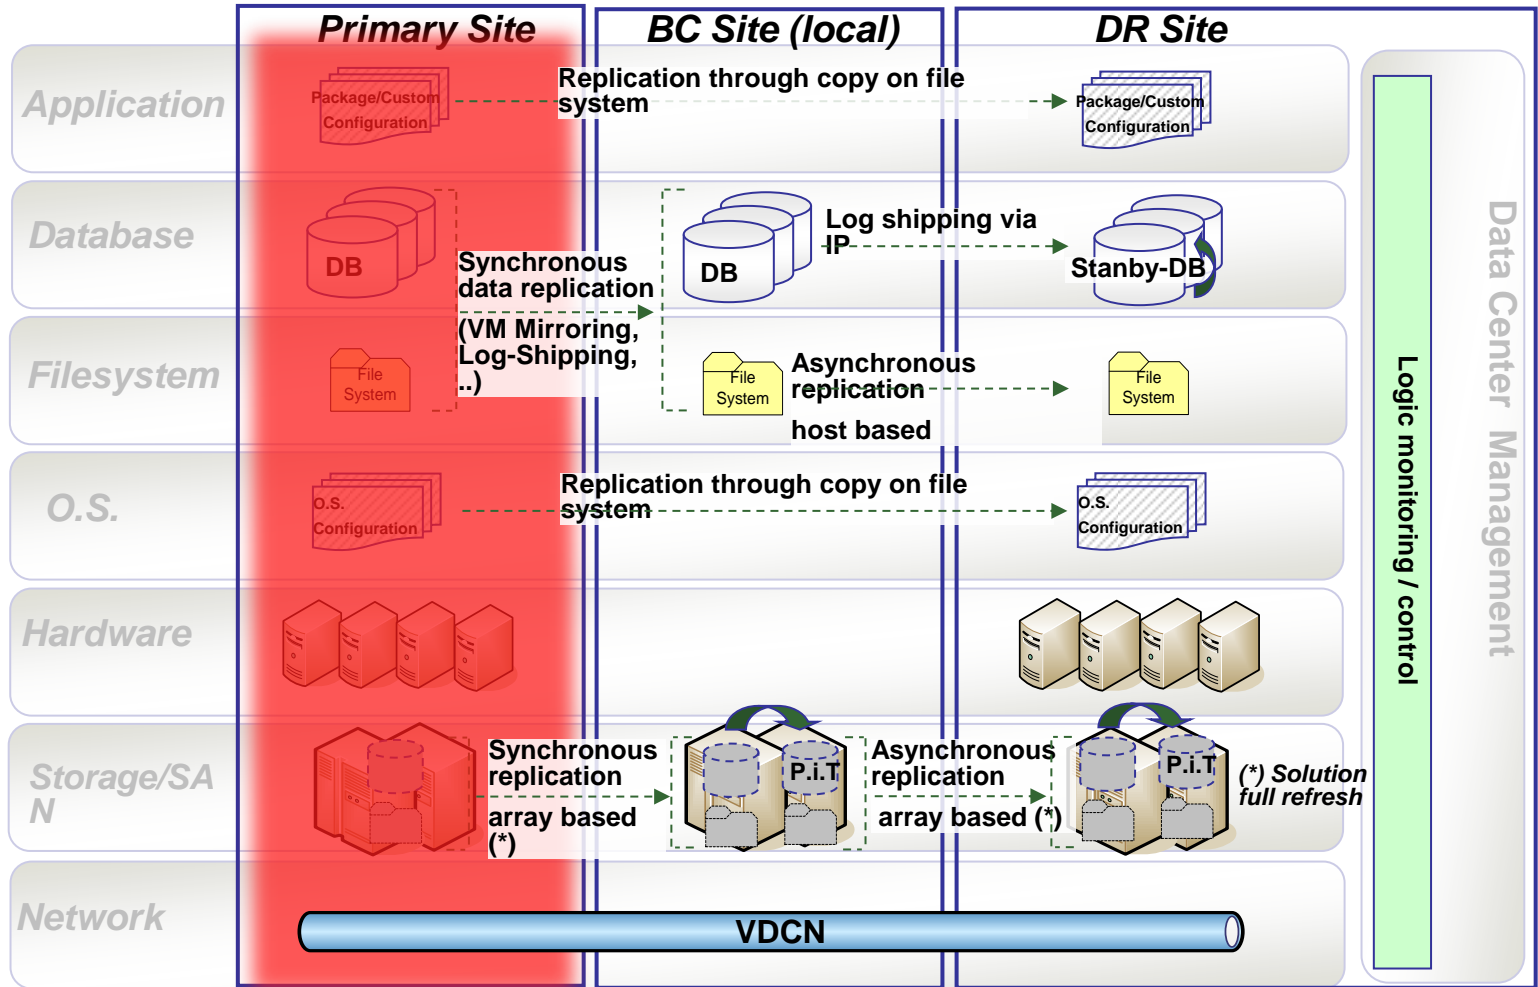 Primary Site
BC Site (local)
DR Site
Application
Package/Custom
Configuration
Replication through copy on file
system
Package/Custom
Configuration
Database
DB
Synchronous
data replication
(VM Mirroring,
Log-Shipping,
..)
DB
Log shipping via
IP
Stanby-DB
Filesystem
File
System
File
System
Asynchronous
replication
host based
File
System
O.S.
O.S.
Configuration
Replication through copy on file
system
O.S.
Configuration
Hardware
Storage/SA
N
Synchronous
replication
array based
(*)
P.i.T
Asynchronous
replication
array based (*)
P.i.T
(*) Solution
full refresh
Network
VDCN
Logic monitoring / control
Data Center Management